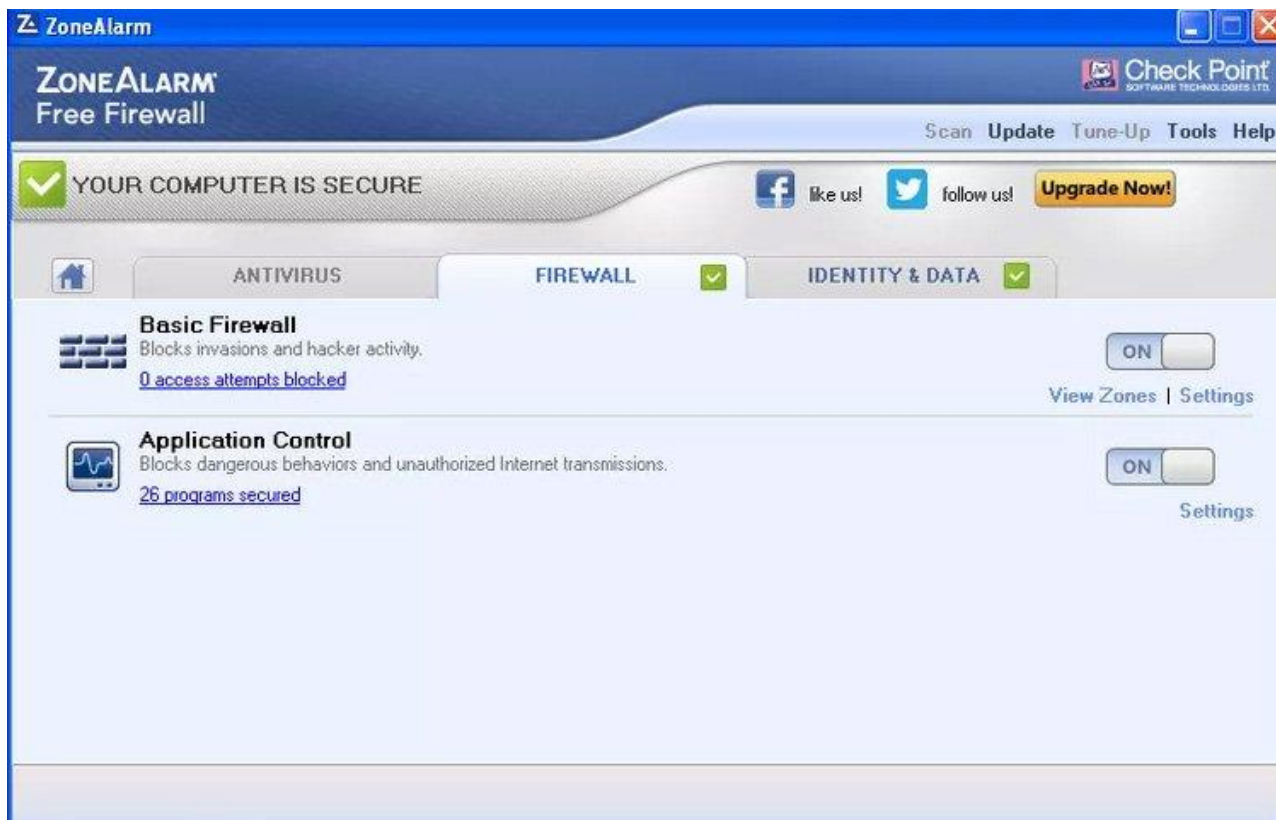 ZoneAlarm
ZONEALARM
Free Firewall
Check Point
SOFTWARE TECHNOLOGIES LTD.
Scan Update Tune-Up Tools Help
YOUR COMPUTER IS SECURE
like us! follow us! Upgrade Now!
ANTIVIRUS FIREWALL IDENTITY & DATA
Basic Firewall
Blocks invasions and hacker activity.
0 access attempts blocked
ON
View Zones | Settings
Application Control
Blocks dangerous behaviors and unauthorized Internet transmissions.
26 programs secured
ON
Settings